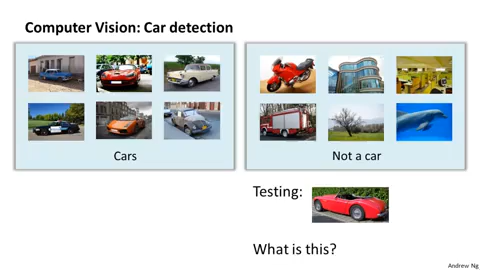 Computer Vision: Car detection
Cars
Not a car
Testing:
What is this?
Andrew Ng